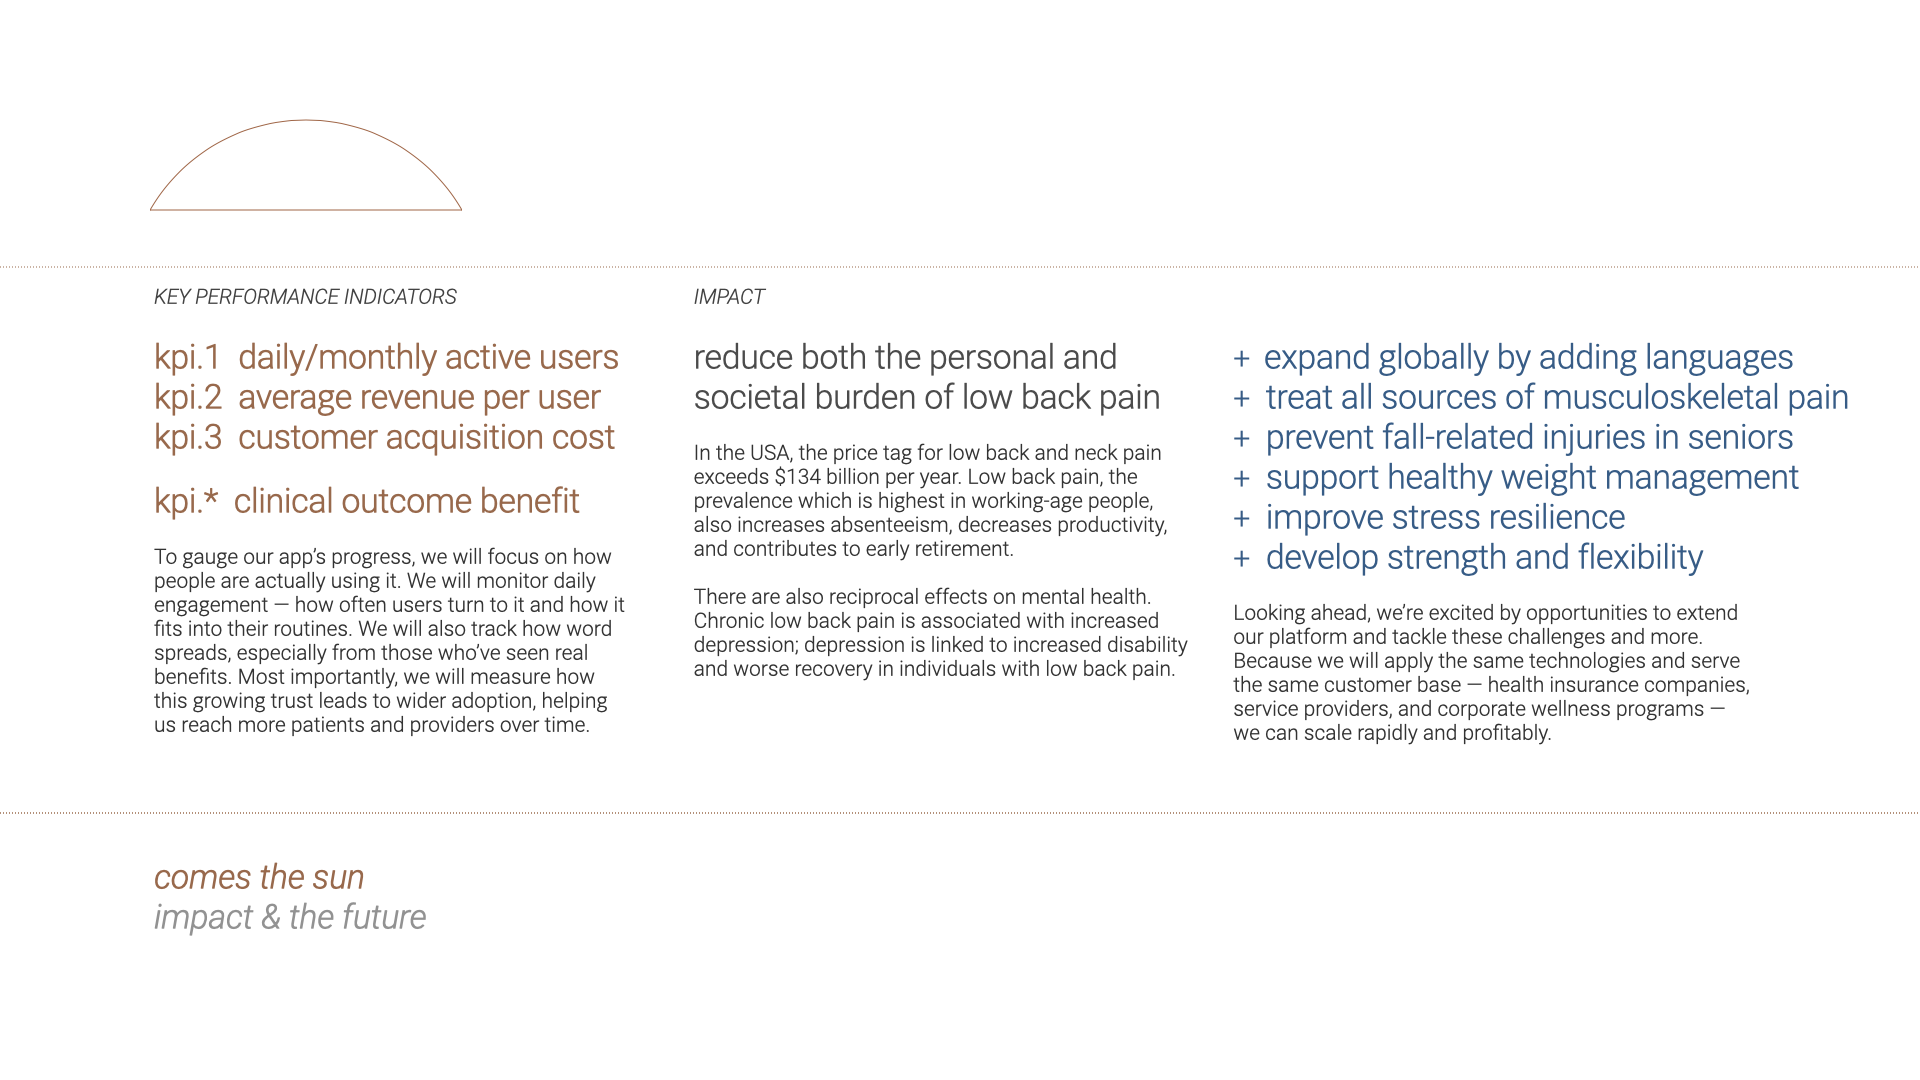 KEY PERFORMANCE INDICATORS
kpi.1 daily/monthly active users
kpi.2 average revenue per user
kpi.3 customer acquisition cost
kpi.* clinical outcome benefit
To gauge our app’s progress, we will focus on how
people are actually using it. We will monitor daily
engagement — how often users turn to it and how it
fits into their routines. We will also track how word
spreads, especially from those who’ve seen real
benefits. Most importantly, we will measure how
this growing trust leads to wider adoption, helping
us reach more patients and providers over time.
IMPACT
reduce both the personal and
societal burden of low back pain
In the USA, the price tag for low back and neck pain
exceeds $134 billion per year. Low back pain, the
prevalence which is highest in working-age people,
also increases absenteeism, decreases productivity,
and contributes to early retirement.
There are also reciprocal effects on mental health.
Chronic low back pain is associated with increased
depression; depression is linked to increased disability
and worse recovery in individuals with low back pain.
+ expand globally by adding languages
+ treat all sources of musculoskeletal pain
+ prevent fall-related injuries in seniors
+ support healthy weight management
+ improve stress resilience
+ develop strength and flexibility
Looking ahead, we’re excited by opportunities to extend
our platform and tackle these challenges and more.
Because we will apply the same technologies and serve
the same customer base — health insurance companies,
service providers, and corporate wellness programs —
we can scale rapidly and profitably.
comes the sun
impact & the future